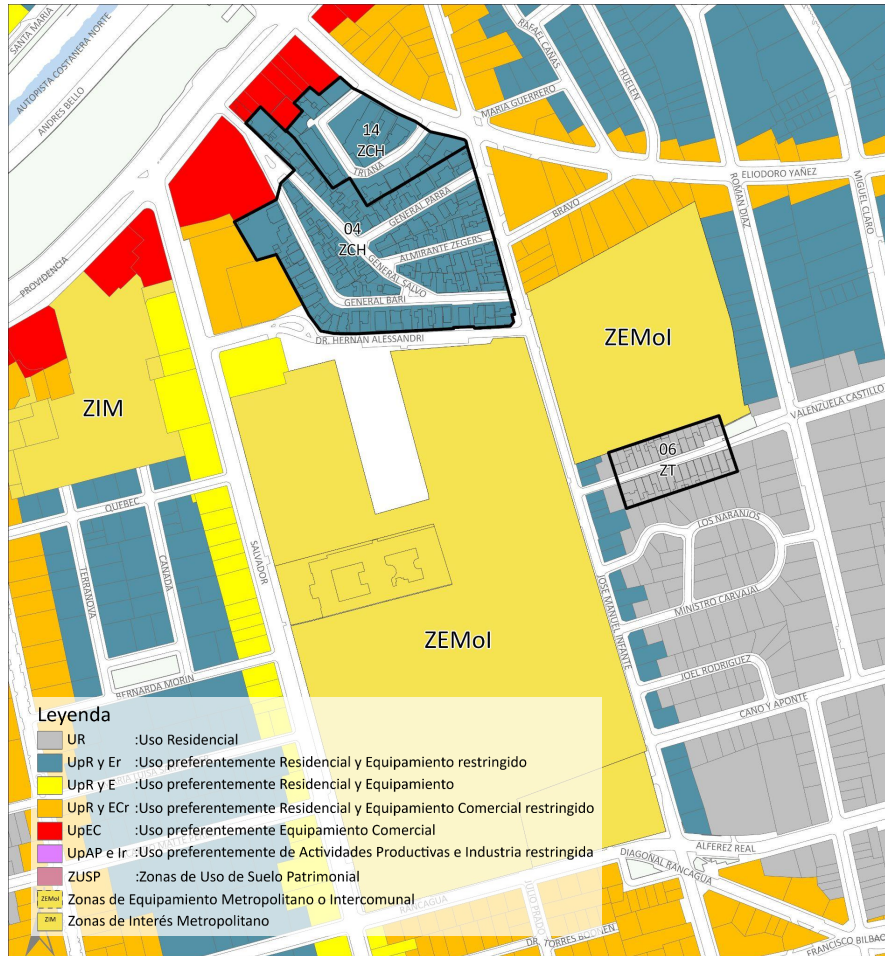 SANTA MARIA
AUTOPISTA COSTANERA NORTE
ANDRES BELLO
RAFAEL CAÑAS
HUELEN
MARIA GUERRERO
14
ZCH
TRIANA
ELIODORO YAÑEZ
ROMAN DIAZ
MIGUEL CLARO
GENERAL PARRA
BRAVO
04
ZCH
ALMIRANTE ZEGERS
GENERAL SALVO
PROVIDENCIA
GENERAL BARI
DR. HERNAN ALESSANDRI
ZEMoI
ZIM
VALENZUELA CASTILLO
06
ZT
QUEBEC
LOS NARANJOS
SALVADOR
TERRANOVA
CANADA
JOSE MANUEL INFANTE
MINISTRO CARVAJAL
ZEMoI
JOEL RODRIGUEZ
BERNARDA MORIN
CANO Y APONTE
Leyenda
UR :Uso Residencial
UpR y Er :Uso preferentemente Residencial y Equipamiento restringido
UpR y E :Uso preferentemente Residencial y Equipamiento
UpR y ECr :Uso preferentemente Residencial y Equipamiento Comercial restringido
UpEC :Uso preferentemente Equipamiento Comercial
UpAP e Ir :Uso preferentemente de Actividades Productivas e Industria restringida
ZUSP :Zonas de Uso de Suelo Patrimonial
ZEMoI Zonas de Equipamiento Metropolitano o Intercomunal
ZIM Zonas de Interés Metropolitano
ALFEREZ REAL
DIAGONAL RANCAGUA
RANCAGUA
JULIO PRADO
DR. TORRES BOONEN
FRANCISCO BILBAO